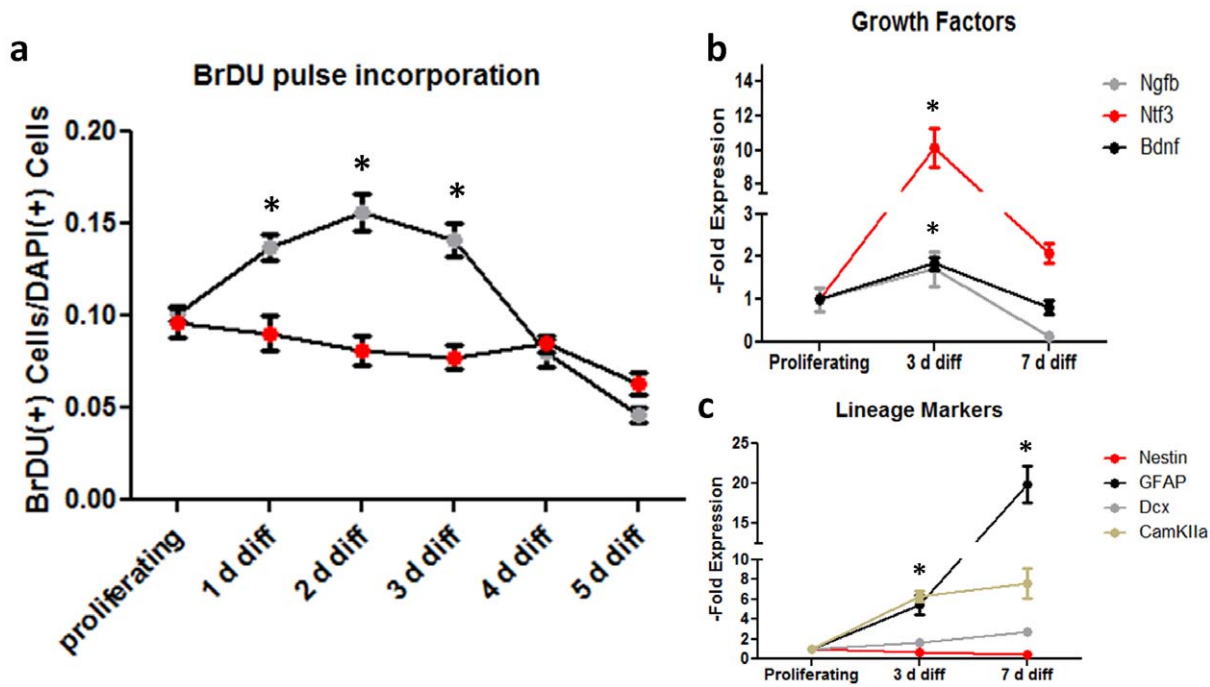 a
BrDU pulse incorporation
BrDU(+) Cells/DAPI(+) Cells
0.20
0.15
0.10
0.05
0.00
*
*
*
proliferating
1 d diff
2 d diff
3 d diff
4 d diff
5 d diff
b
Growth Factors
-Fold Expression
14
12
10
8
3
2
1
0
*
*
Proliferating
3 d diff
7 d diff
Ngfb
Ntf3
Bdnf
c
Lineage Markers
-Fold Expression
25
20
15
10
8
6
4
2
0
*
*
Proliferating
3 d diff
7 d diff
Nestin
GFAP
Dcx
CamKIIa